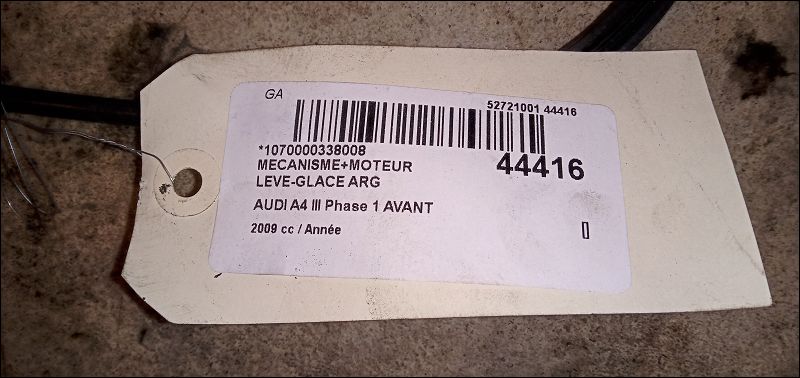 GA
52721001 44416
*1070000338008
44416
MECANISME+MOTEUR
LEVE-GLACE ARG
AUDI A4 III Phase 1 AVANT
2009 cc / Année